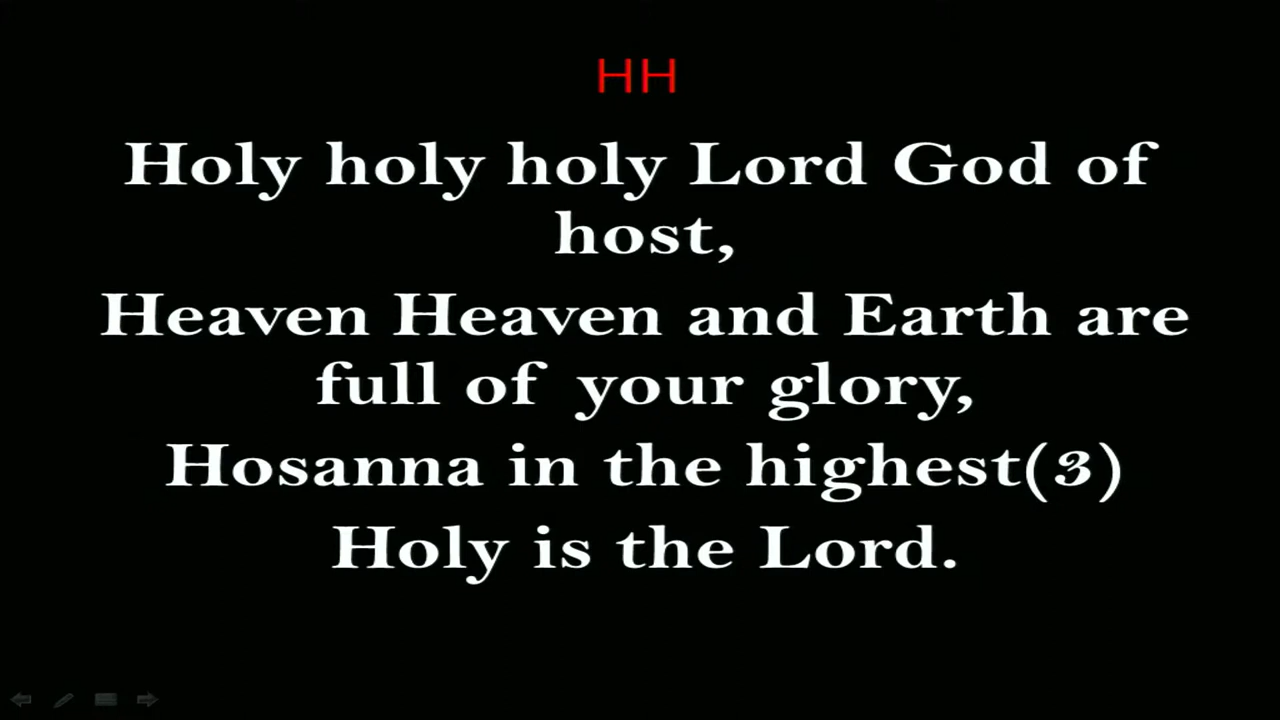 HH
Holy holy holy Lord God of
host,
Heaven Heaven and Earth are
full of your glory,
Hosanna in the highest(3)
Holy is the Lord.